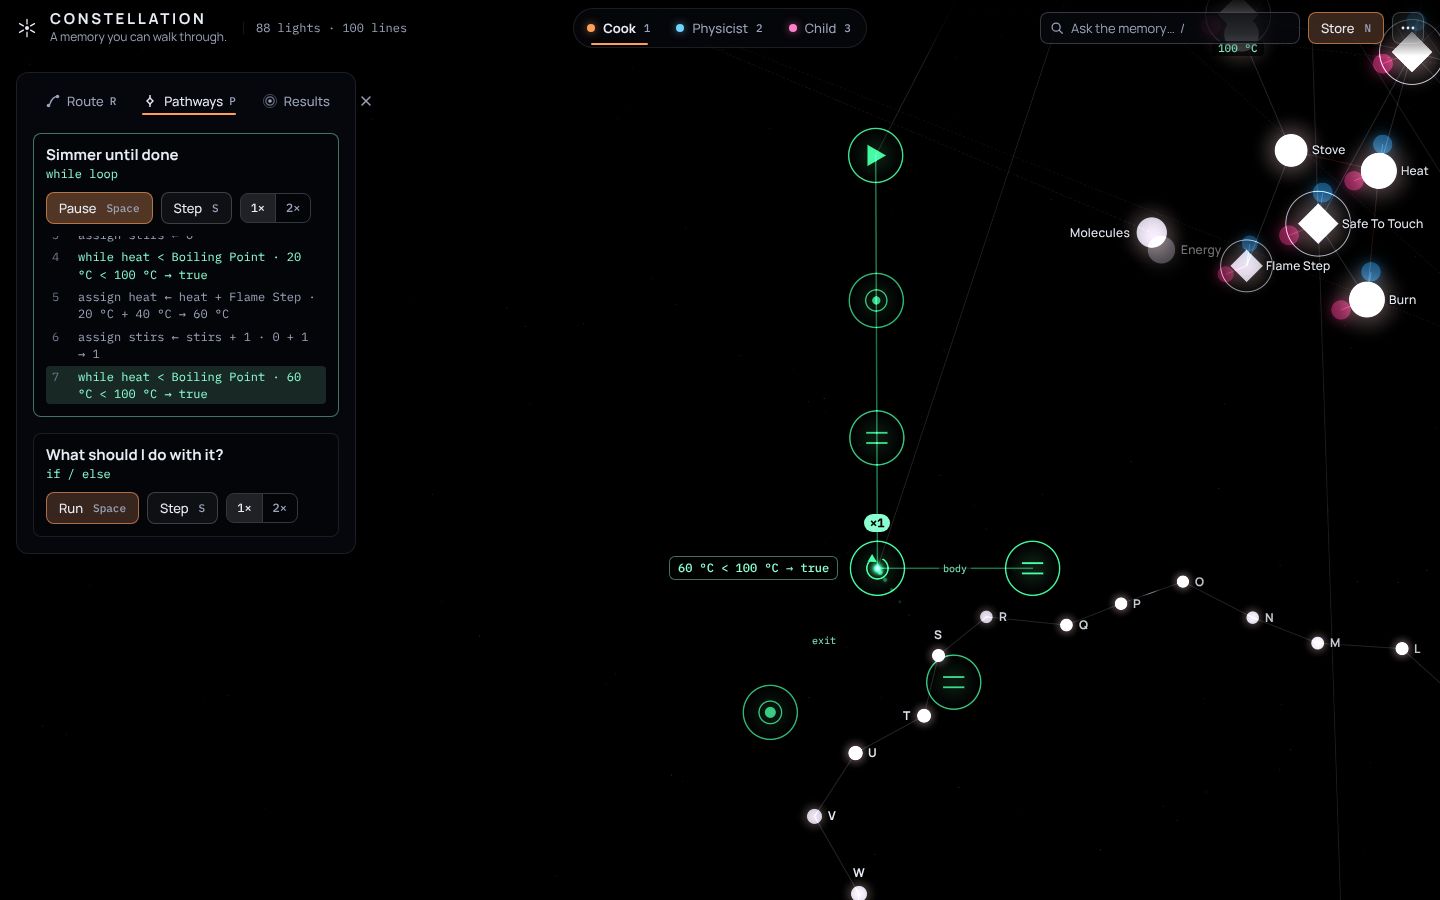 CONSTELLATION
A memory you can walk through.
88 lights · 100 lines
Cook 1
Physicist 2
Child 3
Ask the memory… /
Store N
100 °C
Route R
Pathways P
Results
Simmer until done
while loop
Pause Space
Step S
1×
2×
3 assign stirs ← 0
4 while heat < Boiling Point · 20
°C < 100 °C → true
5 assign heat ← heat + Flame Step ·
20 °C + 40 °C → 60 °C
6 assign stirs ← stirs + 1 · 0 + 1
→ 1
7 while heat < Boiling Point · 60
°C < 100 °C → true
What should I do with it?
if / else
Run Space
Step S
1×
2×
Stove
Heat
Molecules
Safe To Touch
Energy
Flame Step
Burn
×1
60 °C < 100 °C → true
body
exit
O
P
R
N
Q
S
M
L
T
U
V
W